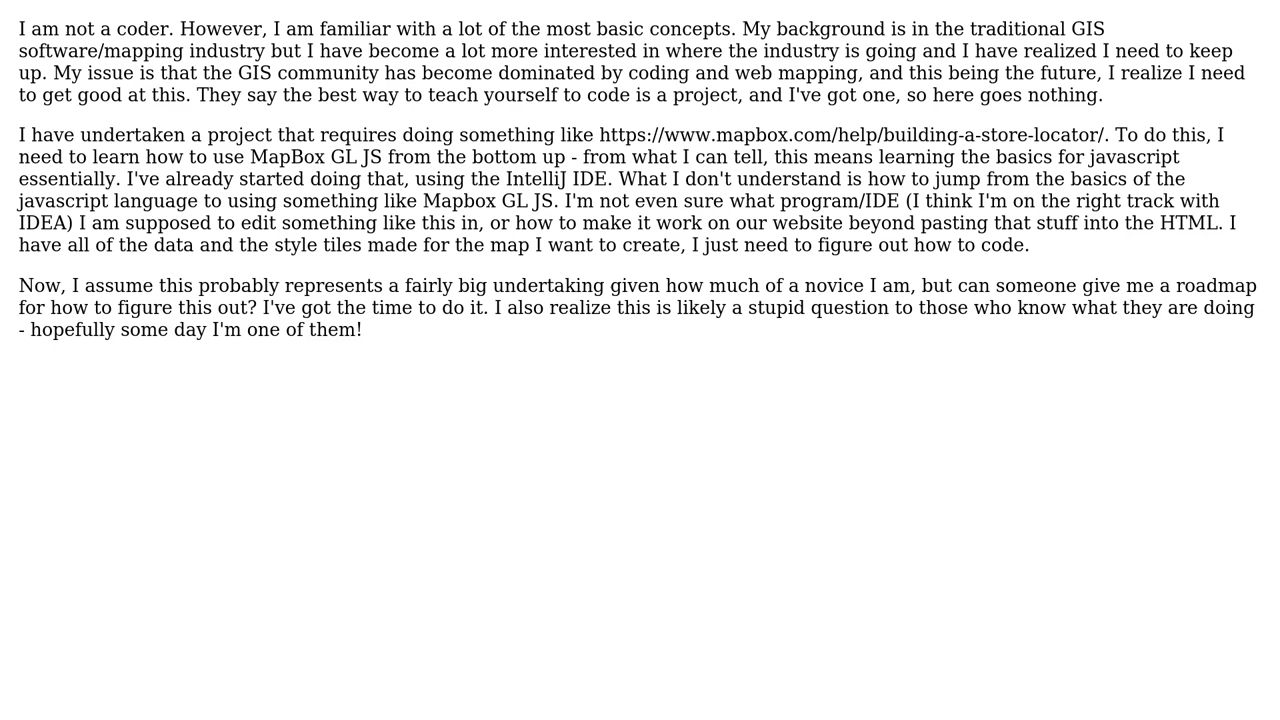 I am not a coder. However, I am familiar with a lot of the most basic concepts. My background is in the traditional GIS
software/mapping industry but I have become a lot more interested in where the industry is going and I have realized I need to keep
up. My issue is that the GIS community has become dominated by coding and web mapping, and this being the future, I realize I need
to get good at this. They say the best way to teach yourself to code is a project, and I've got one, so here goes nothing.
I have undertaken a project that requires doing something like https://www.mapbox.com/help/building-a-store-locator/. To do this, I
need to learn how to use MapBox GL JS from the bottom up - from what I can tell, this means learning the basics for javascript
essentially. I've already started doing that, using the IntelliJ IDE. What I don't understand is how to jump from the basics of the
javascript language to using something like Mapbox GL JS. I'm not even sure what program/IDE (I think I'm on the right track with
IDEA) I am supposed to edit something like this in, or how to make it work on our website beyond pasting that stuff into the HTML. I
have all of the data and the style tiles made for the map I want to create, I just need to figure out how to code.
Now, I assume this probably represents a fairly big undertaking given how much of a novice I am, but can someone give me a roadmap
for how to figure this out? I've got the time to do it. I also realize this is likely a stupid question to those who know what they are doing
- hopefully some day I'm one of them!